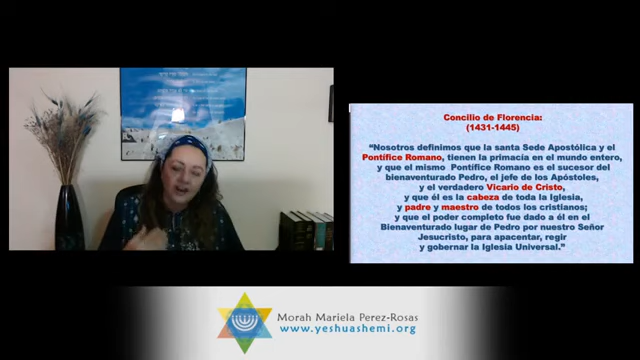 Concilio de Florencia:
(1431-1445)
“Nosotros definimos que la santa Sede Apostólica y el
Pontífice Romano, tienen la primacía en el mundo entero,
y que el mismo Pontífice Romano es el sucesor del
bienaventurado Pedro, el jefe de los Apóstoles,
y el verdadero Vicario de Cristo,
y que él es la cabeza de toda la Iglesia,
y padre y maestro de todos los cristianos;
y que el poder completo fue dado a él en el
Bienaventurado lugar de Pedro por nuestro Señor
Jesucristo, para apacentar, regir
y gobernar la Iglesia Universal.”
Morah Mariela Perez-Rosas
www.yeshuashemi.org